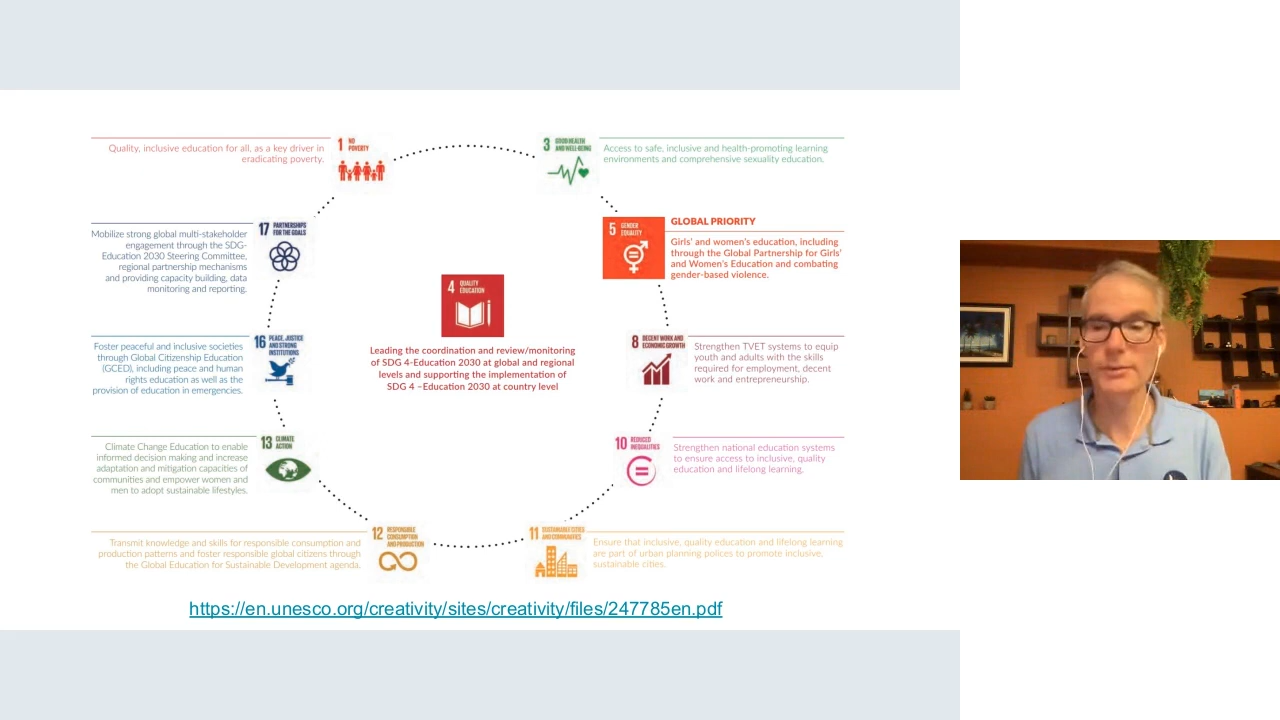 1 NO
POVERTY
Quality, inclusive education for all, as a key driver in
eradicating poverty.
3 GOOD HEALTH
AND WELL-BEING
Access to safe, inclusive and health-promoting learning
environments and comprehensive sexuality education.
17 PARTNERSHIPS
FOR THE GOALS
Mobilize strong global multi-stakeholder
engagement through the SDG-
Education 2030 Steering Committee,
regional partnership mechanisms
and providing capacity building, data
monitoring and reporting.
5 GENDER
EQUALITY
GLOBAL PRIORITY
Girls' and women's education, including
through the Global Partnership for Girls'
and Women's Education and combating
gender-based violence.
4 QUALITY
EDUCATION
Leading the coordination and review/monitoring
of SDG 4-Education 2030 at global and regional
levels and supporting the implementation of
SDG 4 –Education 2030 at country level
16 PEACE, JUSTICE
AND STRONG
INSTITUTIONS
Foster peaceful and inclusive societies
through Global Citizenship Education
(GCED), including peace and human
rights education as well as the
provision of education in emergencies.
8 DECENT WORK AND
ECONOMIC GROWTH
Strengthen TVET systems to equip
youth and adults with the skills
required for employment, decent
work and entrepreneurship.
13 CLIMATE
ACTION
Climate Change Education to enable
informed decision making and increase
adaptation and mitigation capacities of
communities and empower women and
men to adopt sustainable lifestyles.
10 REDUCED
INEQUALITIES
Strengthen national education systems
to ensure access to inclusive, quality
education and lifelong learning.
12 RESPONSIBLE
CONSUMPTION
AND PRODUCTION
Transmit knowledge and skills for responsible consumption and
production patterns and foster responsible global citizens through
the Global Education for Sustainable Development agenda.
11 SUSTAINABLE CITIES
AND COMMUNITIES
Ensure that inclusive, quality education and lifelong learning
are part of urban planning polices to promote inclusive,
sustainable cities.
https://en.unesco.org/creativity/sites/creativity/files/247785en.pdf